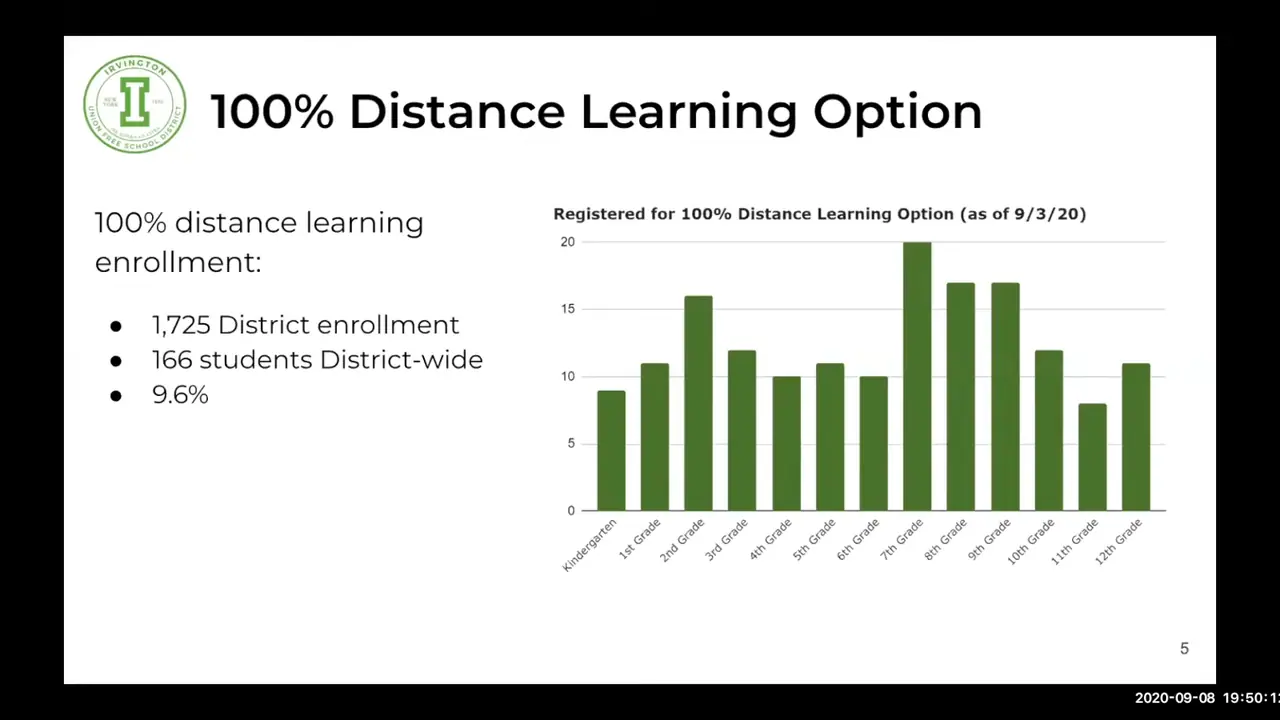 IRVINGTON
I
UNION FREE SCHOOL DISTRICT
100% Distance Learning Option
100% distance learning
enrollment:
● 1,725 District enrollment
● 166 students District-wide
● 9.6%
Registered for 100% Distance Learning Option (as of 9/3/20)
20
15
10
5
0
Kindergarten
1st Grade
2nd Grade
3rd Grade
4th Grade
5th Grade
6th Grade
7th Grade
8th Grade
9th Grade
10th Grade
11th Grade
12th Grade
5
2020-09-08 19:50:1